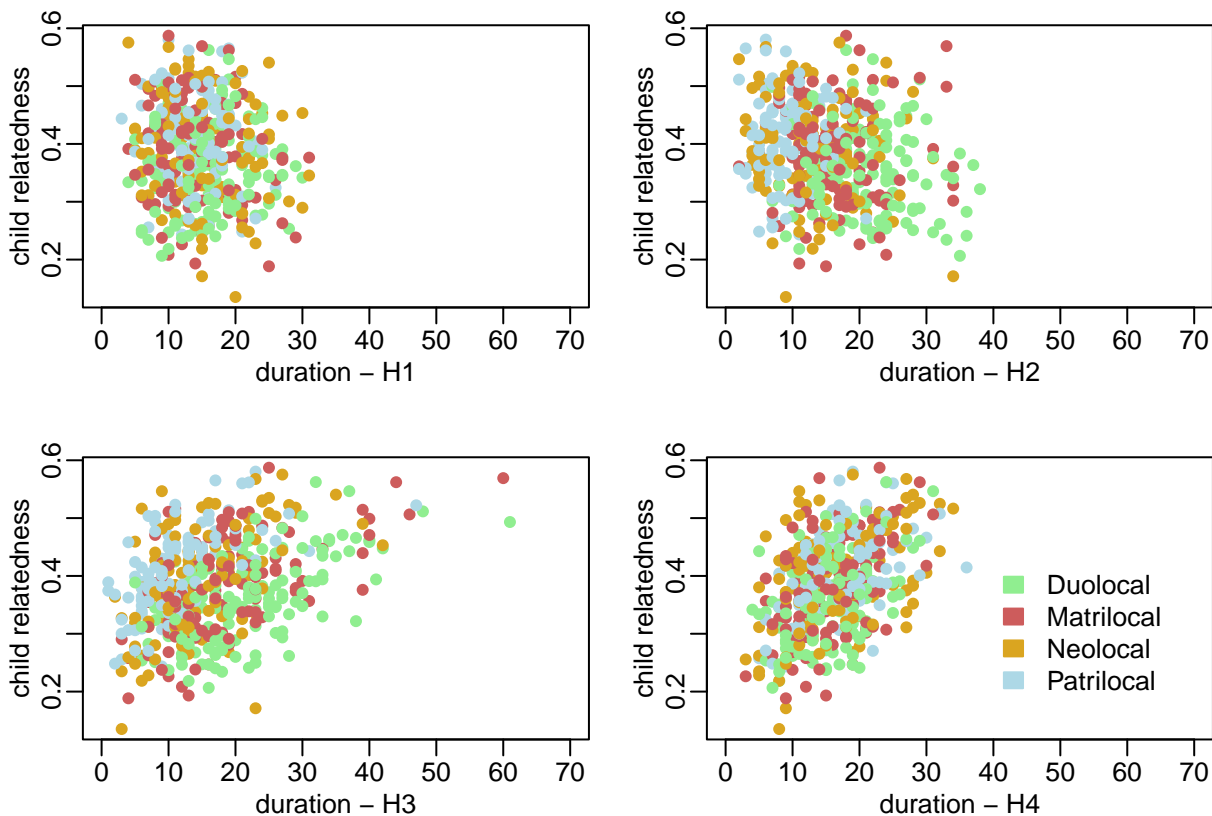 child relatedness
0.6
0.4
0.2
0 10 20 30 40 50 60 70
duration – H1
child relatedness
0.6
0.4
0.2
0 10 20 30 40 50 60 70
duration – H2
child relatedness
0.6
0.4
0.2
0 10 20 30 40 50 60 70
duration – H3
child relatedness
0.6
0.4
0.2
Duolocal
Matrilocal
Neolocal
Patrilocal
0 10 20 30 40 50 60 70
duration – H4